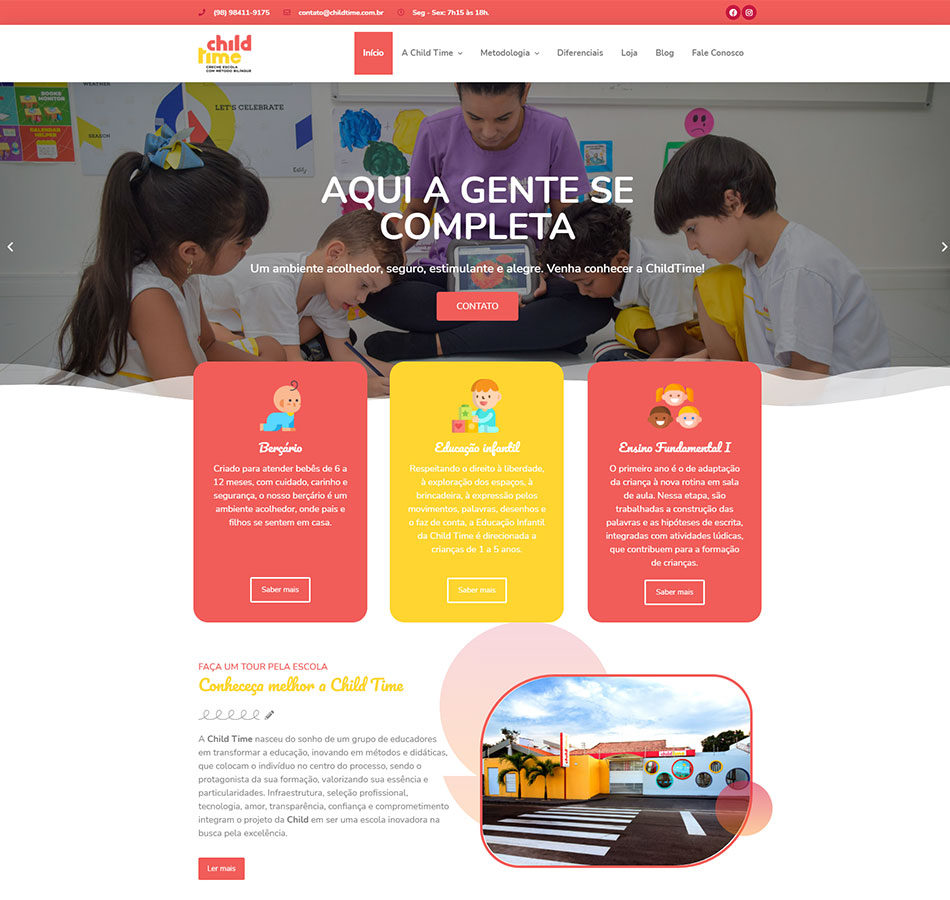 (98) 98411-9175 contato@childtime.com.br Seg - Sex: 7h15 às 18h.
child
time
CRECHE ESCOLA
COM MÉTODO BILÍNGUE
Início A Child Time Metodologia Diferenciais Loja Blog Fale Conosco
BOOKS
MONITOR
CALENDAR
HELPER
SEASON
LET'S CELEBRATE
Edify
AQUI A GENTE SE
COMPLETA
Um ambiente acolhedor, seguro, estimulante e alegre. Venha conhecer a ChildTime!
CONTATO
Berçário
Criado para atender bebês de 6 a
12 meses, com cuidado, carinho e
segurança, o nosso berçário é um
ambiente acolhedor, onde pais e
filhos se sentem em casa.
Saber mais
Educação infantil
Respeitando o direito à liberdade,
à exploração dos espaços, à
brincadeira, à expressão pelos
movimentos, palavras, desenhos e
o faz de conta, a Educação Infantil
da Child Time é direcionada a
crianças de 1 a 5 anos.
Saber mais
Ensino Fundamental I
O primeiro ano é o de adaptação
da criança à nova rotina em sala
de aula. Nessa etapa, são
trabalhadas a construção das
palavras e as hipóteses de escrita,
integradas com atividades lúdicas,
que contribuem para a formação
de crianças.
Saber mais
FAÇA UM TOUR PELA ESCOLA
Conheceça melhor a Child Time
A Child Time nasceu do sonho de um grupo de educadores
em transformar a educação, inovando em métodos e didáticas,
que colocam o indivíduo no centro do processo, sendo o
protagonista da sua formação, valorizando sua essência e
particularidades. Infraestrutura, seleção profissional,
tecnologia, amor, transparência, confiança e comprometimento
integram o projeto da Child em ser uma escola inovadora na
busca pela excelência.
Ler mais
childtime